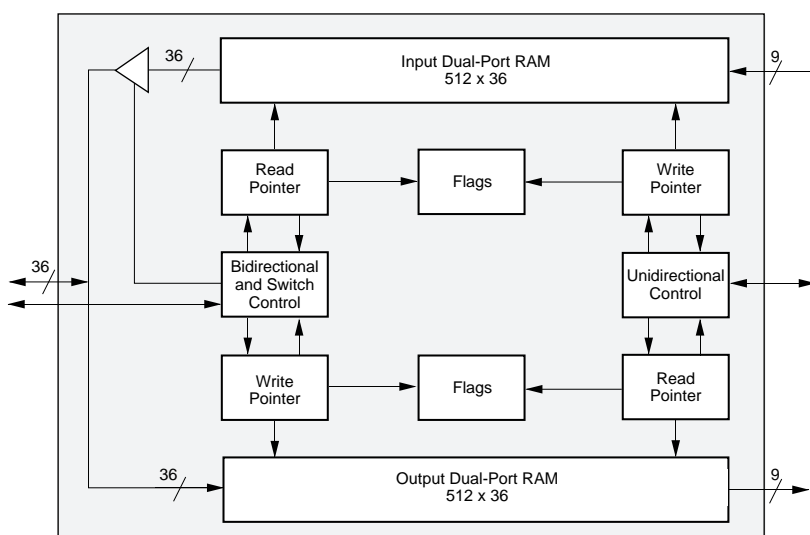 36
Input Dual-Port RAM
512 x 36
9
Read
Pointer
Flags
Write
Pointer
36
Bidirectional
and Switch
Control
Unidirectional
Control
Write
Pointer
Flags
Read
Pointer
36
Output Dual-Port RAM
512 x 36
9